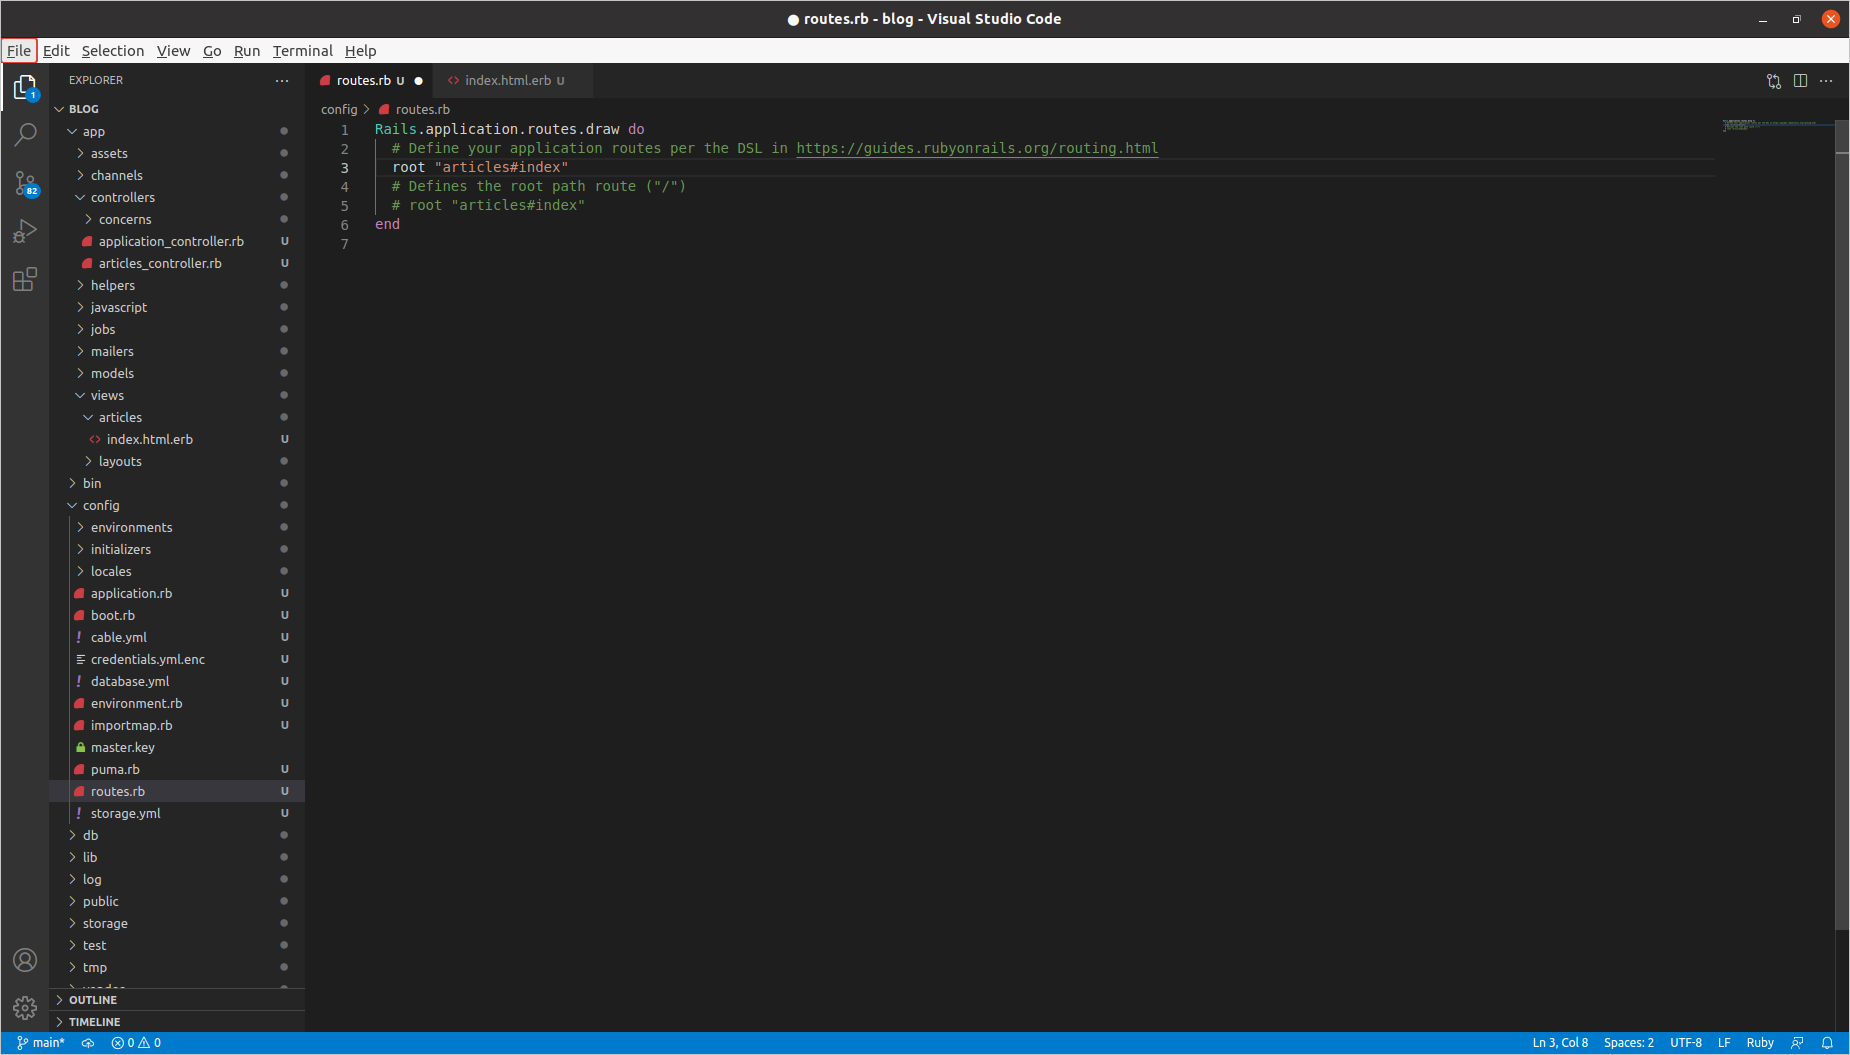 ● routes.rb - blog - Visual Studio Code
File Edit Selection View Go Run Terminal Help
EXPLORER
1
82
BLOG
app
assets
channels
controllers
concerns
application_controller.rb U
articles_controller.rb U
helpers
javascript
jobs
mailers
models
views
articles
index.html.erb U
layouts
bin
config
environments
initializers
locales
application.rb U
boot.rb U
cable.yml U
credentials.yml.enc U
database.yml U
environment.rb U
importmap.rb U
master.key
puma.rb U
routes.rb U
storage.yml U
db
lib
log
public
storage
test
tmp
OUTLINE
TIMELINE
routes.rb U index.html.erb U
config > routes.rb
1 Rails.application.routes.draw do
2 # Define your application routes per the DSL in https://guides.rubyonrails.org/routing.html
3 root "articles#index"
4 # Defines the root path route ("/")
5 # root "articles#index"
6 end
7
main* 0 0 Ln 3, Col 8 Spaces: 2 UTF-8 LF Ruby